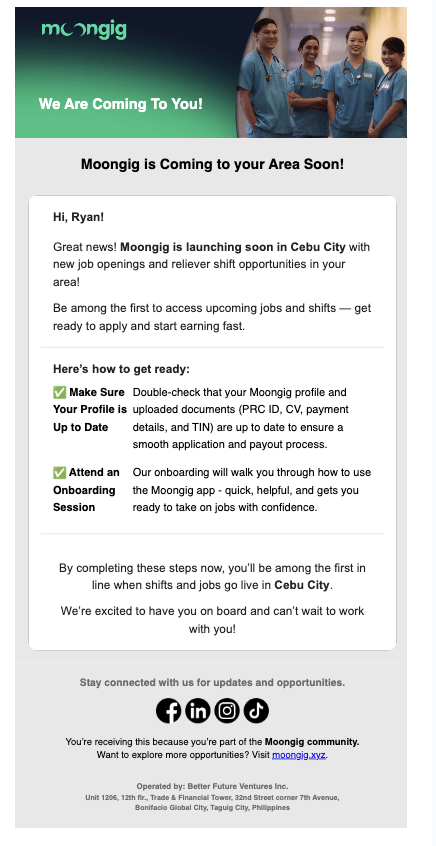 moongig
We Are Coming To You!
Moongig is Coming to your Area Soon!
Hi, Ryan!
Great news! Moongig is launching soon in Cebu City with
new job openings and reliever shift opportunities in your
area!
Be among the first to access upcoming jobs and shifts — get
ready to apply and start earning fast.
Here’s how to get ready:
✅ Make Sure
Your Profile is
Up to Date
Double-check that your Moongig profile and
uploaded documents (PRC ID, CV, payment
details, and TIN) are up to date to ensure a
smooth application and payout process.
✅ Attend an
Onboarding
Session
Our onboarding will walk you through how to use
the Moongig app - quick, helpful, and gets you
ready to take on jobs with confidence.
By completing these steps now, you’ll be among the first in
line when shifts and jobs go live in Cebu City.
We’re excited to have you on board and can’t wait to work
with you!
Stay connected with us for updates and opportunities.
You’re receiving this because you’re part of the Moongig community.
Want to explore more opportunities? Visit moongig.xyz.
Operated by: Better Future Ventures Inc.
Unit 1206, 12th flr., Trade & Financial Tower, 32nd Street corner 7th Avenue,
Bonifacio Global City, Taguig City, Philippines